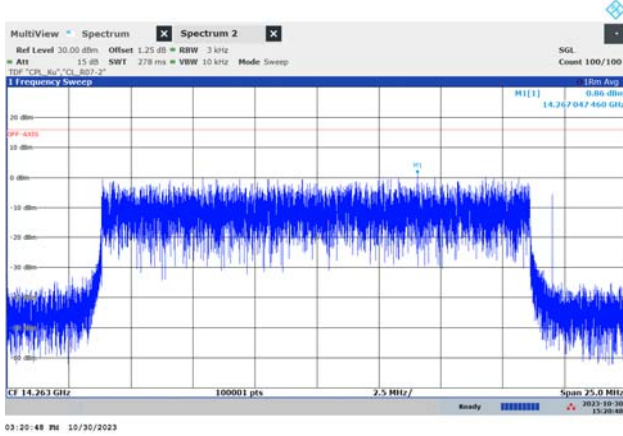 MultiView Spectrum X Spectrum 2 X
Ref Level 30.00 dBm Offset 1.25 dB RBW 3 kHz SGL
Att 15 dB SWT 278 ms VBW 10 kHz Mode Sweep Count 100/100
TDF "CPL_Ku","CL_R07-2"
1 Frequency Sweep 1Rm Avg
M1[1] 0.86 dBm
14.267 047 460 GHz
20 dBm
OFF-AXIS
10 dBm
M1
0 dBm
-10 dBm
-20 dBm
-30 dBm
CF 14.263 GHz 100001 pts 2.5 MHz/ Span 25.0 MHz
Ready 2023-10-30
15:20:48
03:20:48 PM 10/30/2023